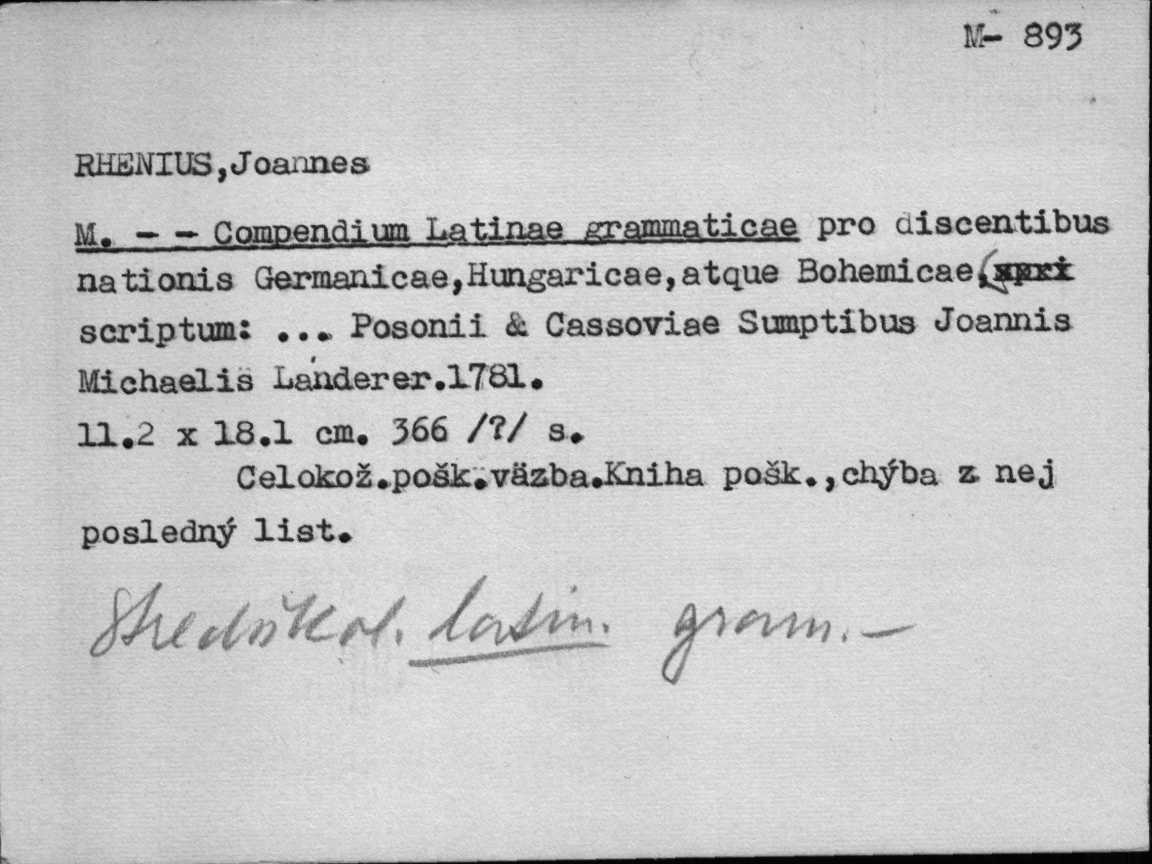 M- 893
RHENIUS,Joannes
M. - - Compendium Latinae grammaticae pro discentibus
nationis Germanicae,Hungaricae,atque Bohemicae,
scriptum: ... Posonii & Cassoviae Sumptibus Joannis
Michaelis Landerer.1781.
11.2 x 18.1 cm. 366 /?/ s.
Celokož.pošk.väzba.Kniha pošk.,chýba z nej
posledný list.
Stredoškol. latin. gram. -